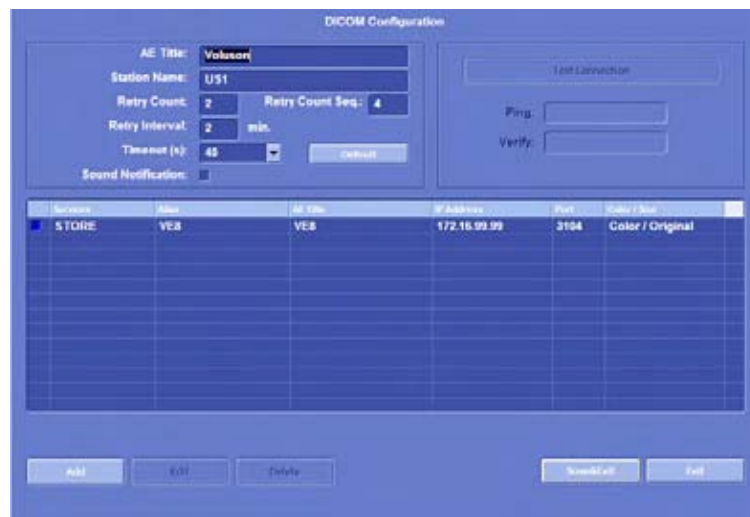 DICOM Configuration
AE Title: Voluson
Station Name: US1
Retry Count: 2 Retry Count Seq.: 4
Retry Interval: 2 min.
Timeout (s): 45 Default
Sound Notification:
Test Connection
Ping:
Verify:
Services Alias AE Title IP Address Port Color / Size
STORE VE8 VE8 172.16.99.99 3104 Color / Original
Add Edit Delete Save&Exit Exit